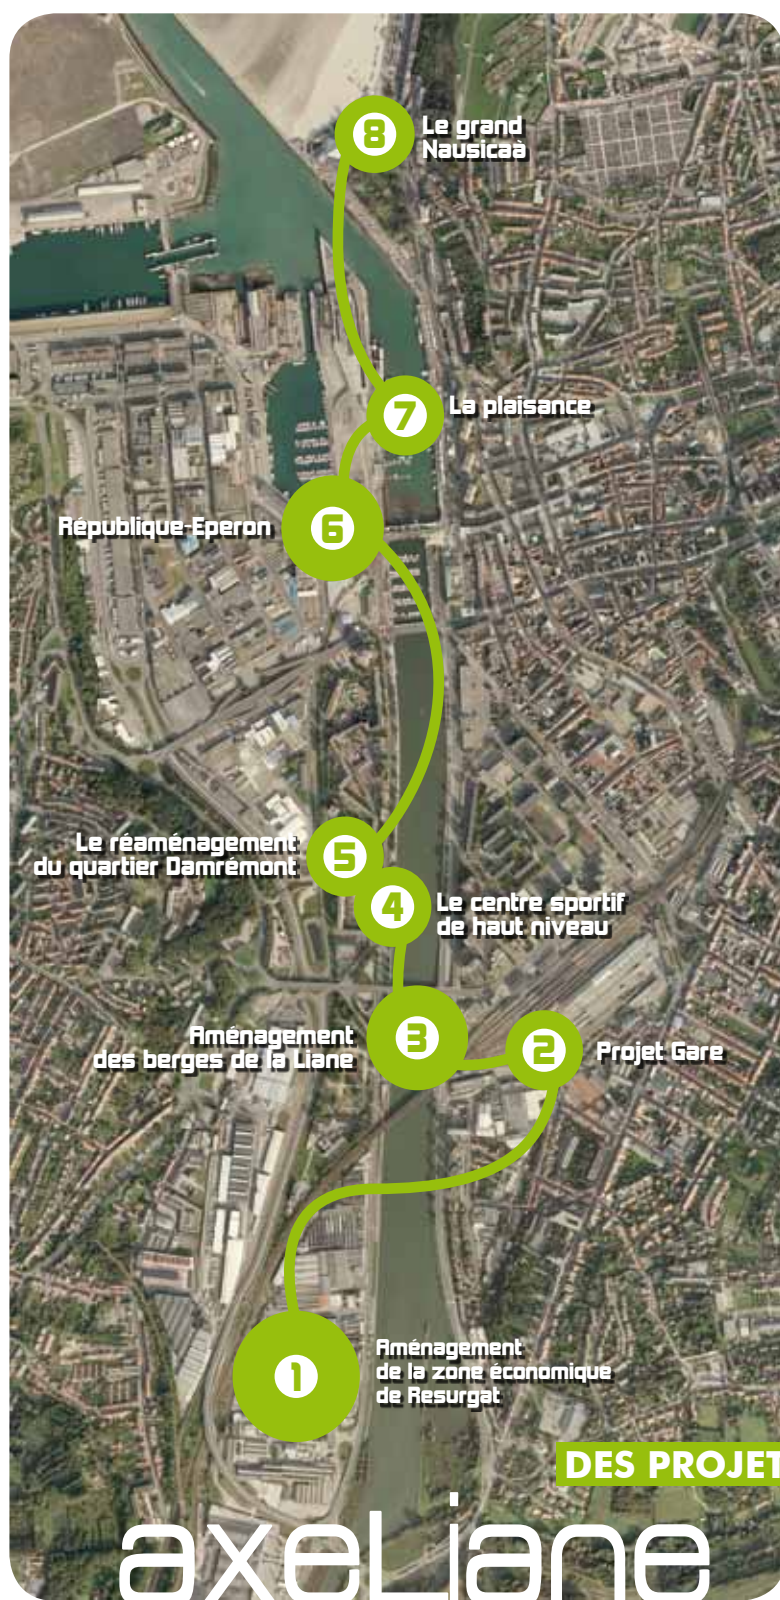 8
Le grand
Nausicaà
7
La plaisance
6
République-Eperon
5
Le réaménagement
du quartier Damrémont
4
Le centre sportif
de haut niveau
3
Aménagement
des berges de la Liane
2
Projet Gare
1
Aménagement
de la zone économique
de Resurgat
DES PROJET
axeLiane